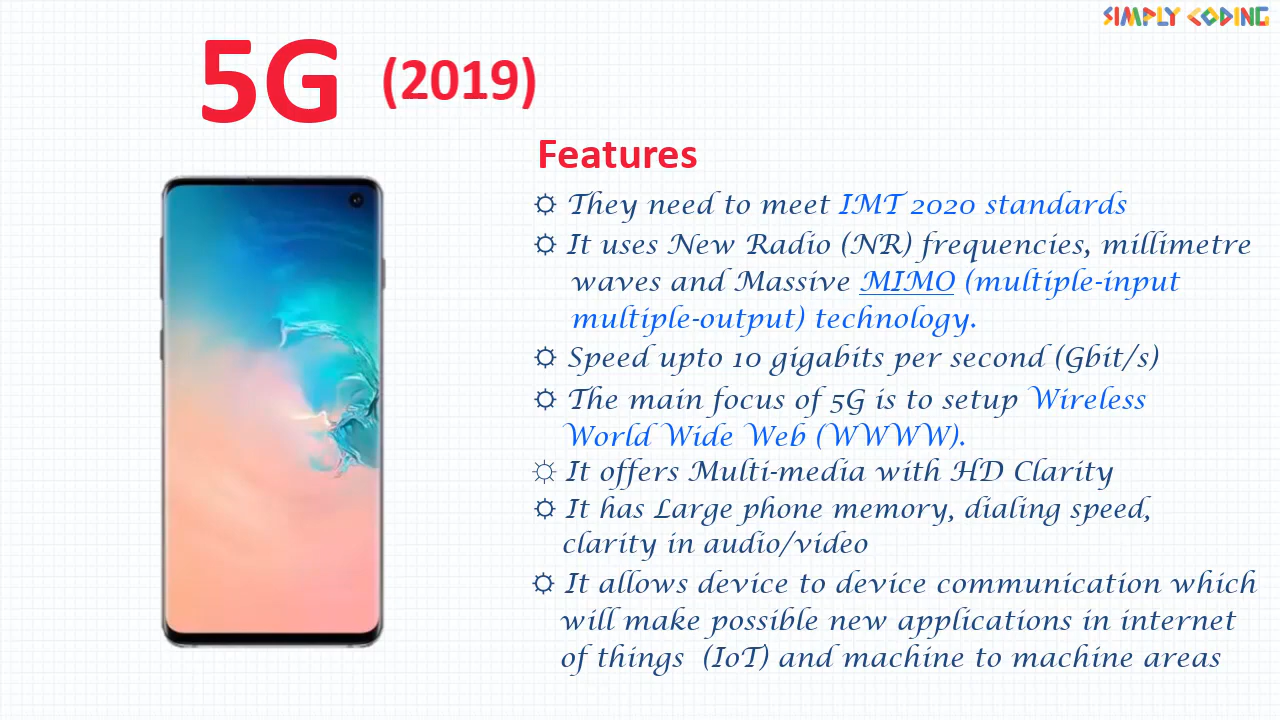 SIMPLY CODING
5G (2019)
Features
They need to meet IMT 2020 standards
It uses New Radio (NR) frequencies, millimetre
waves and Massive MIMO (multiple-input
multiple-output) technology.
Speed upto 10 gigabits per second (Gbit/s)
The main focus of 5G is to setup Wireless
World Wide Web (WWWW).
It offers Multi-media with HD Clarity
It has Large phone memory, dialing speed,
clarity in audio/video
It allows device to device communication which
will make possible new applications in internet
of things (IoT) and machine to machine areas